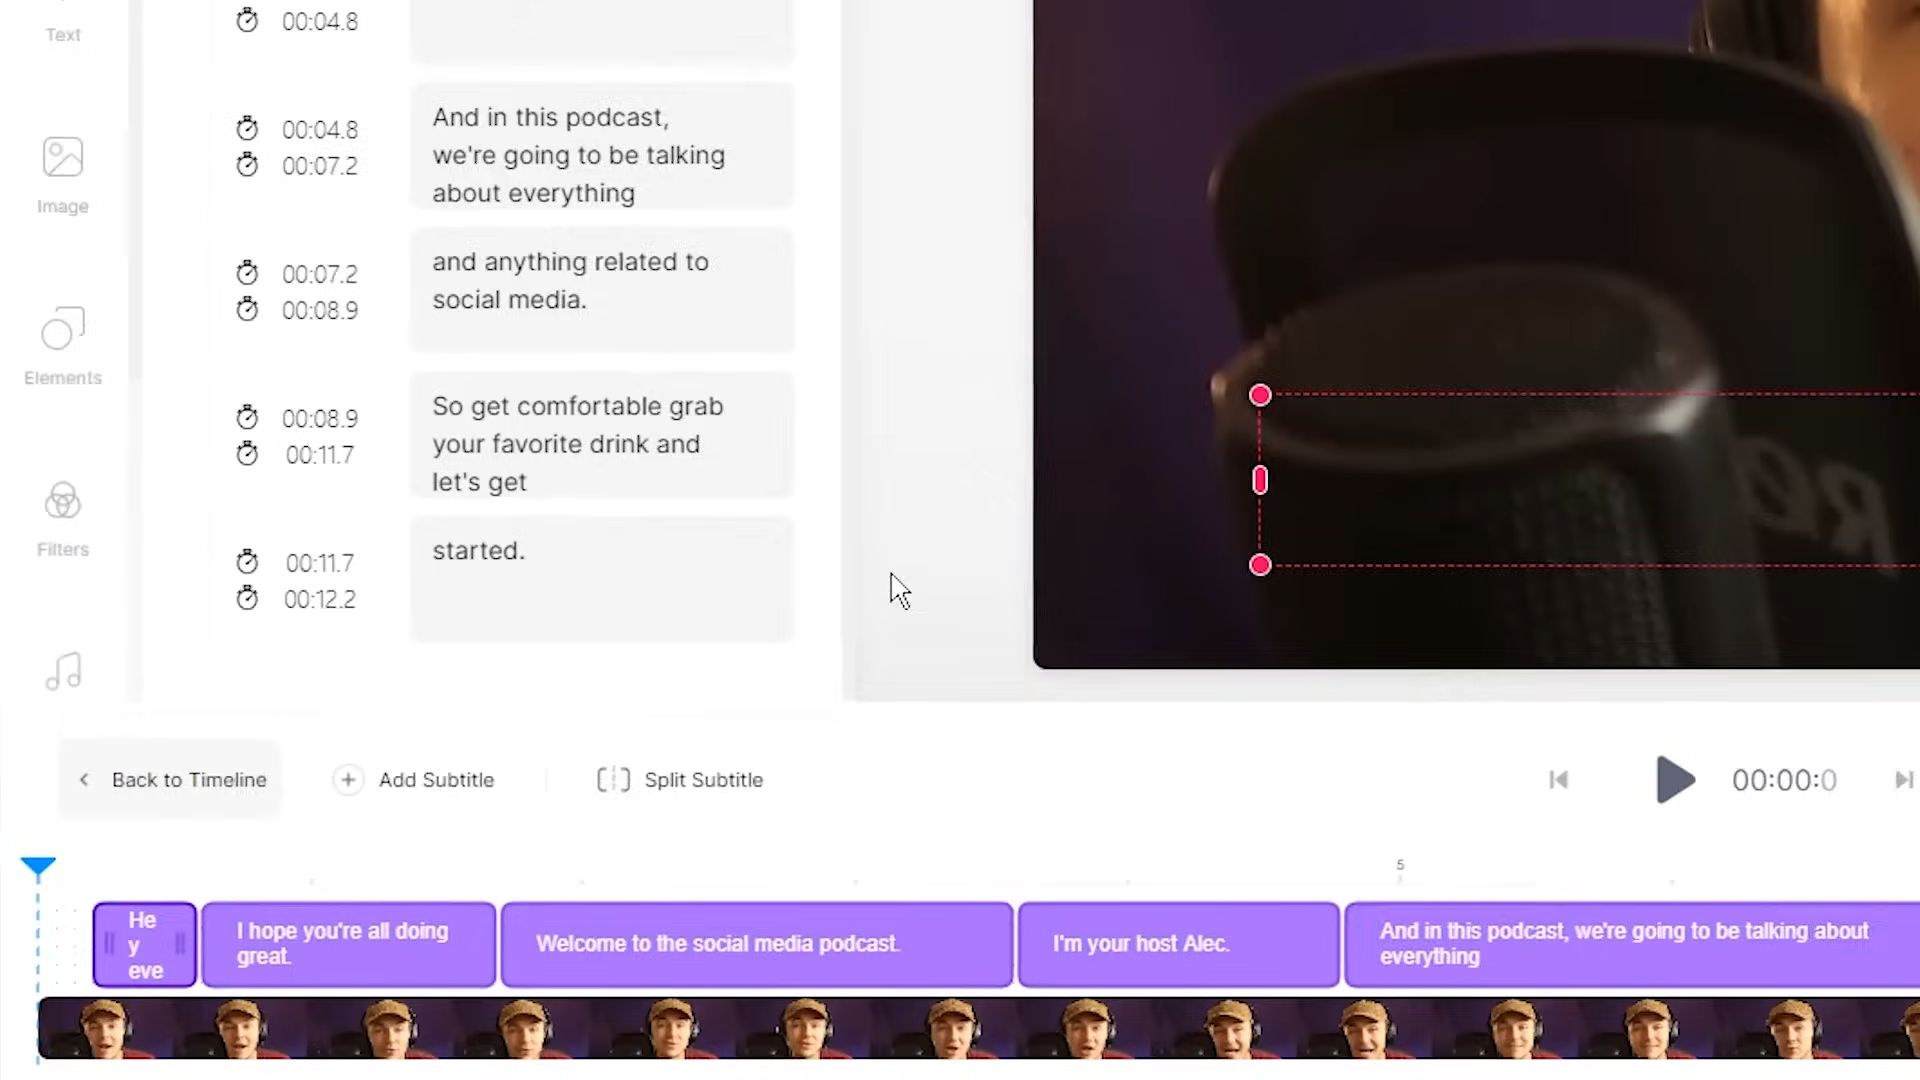 Text
00:04.8
And in this podcast,
we're going to be talking
about everything
00:04.8
00:07.2
Image
and anything related to
social media.
00:07.2
00:08.9
Elements
So get comfortable grab
your favorite drink and
let's get
00:08.9
00:11.7
Filters
started.
00:11.7
00:12.2
Back to Timeline
Add Subtitle
Split Subtitle
00:00:0
5
He
y
eve
I hope you're all doing
great.
Welcome to the social media podcast.
I'm your host Alec.
And in this podcast, we're going to be talking about
everything